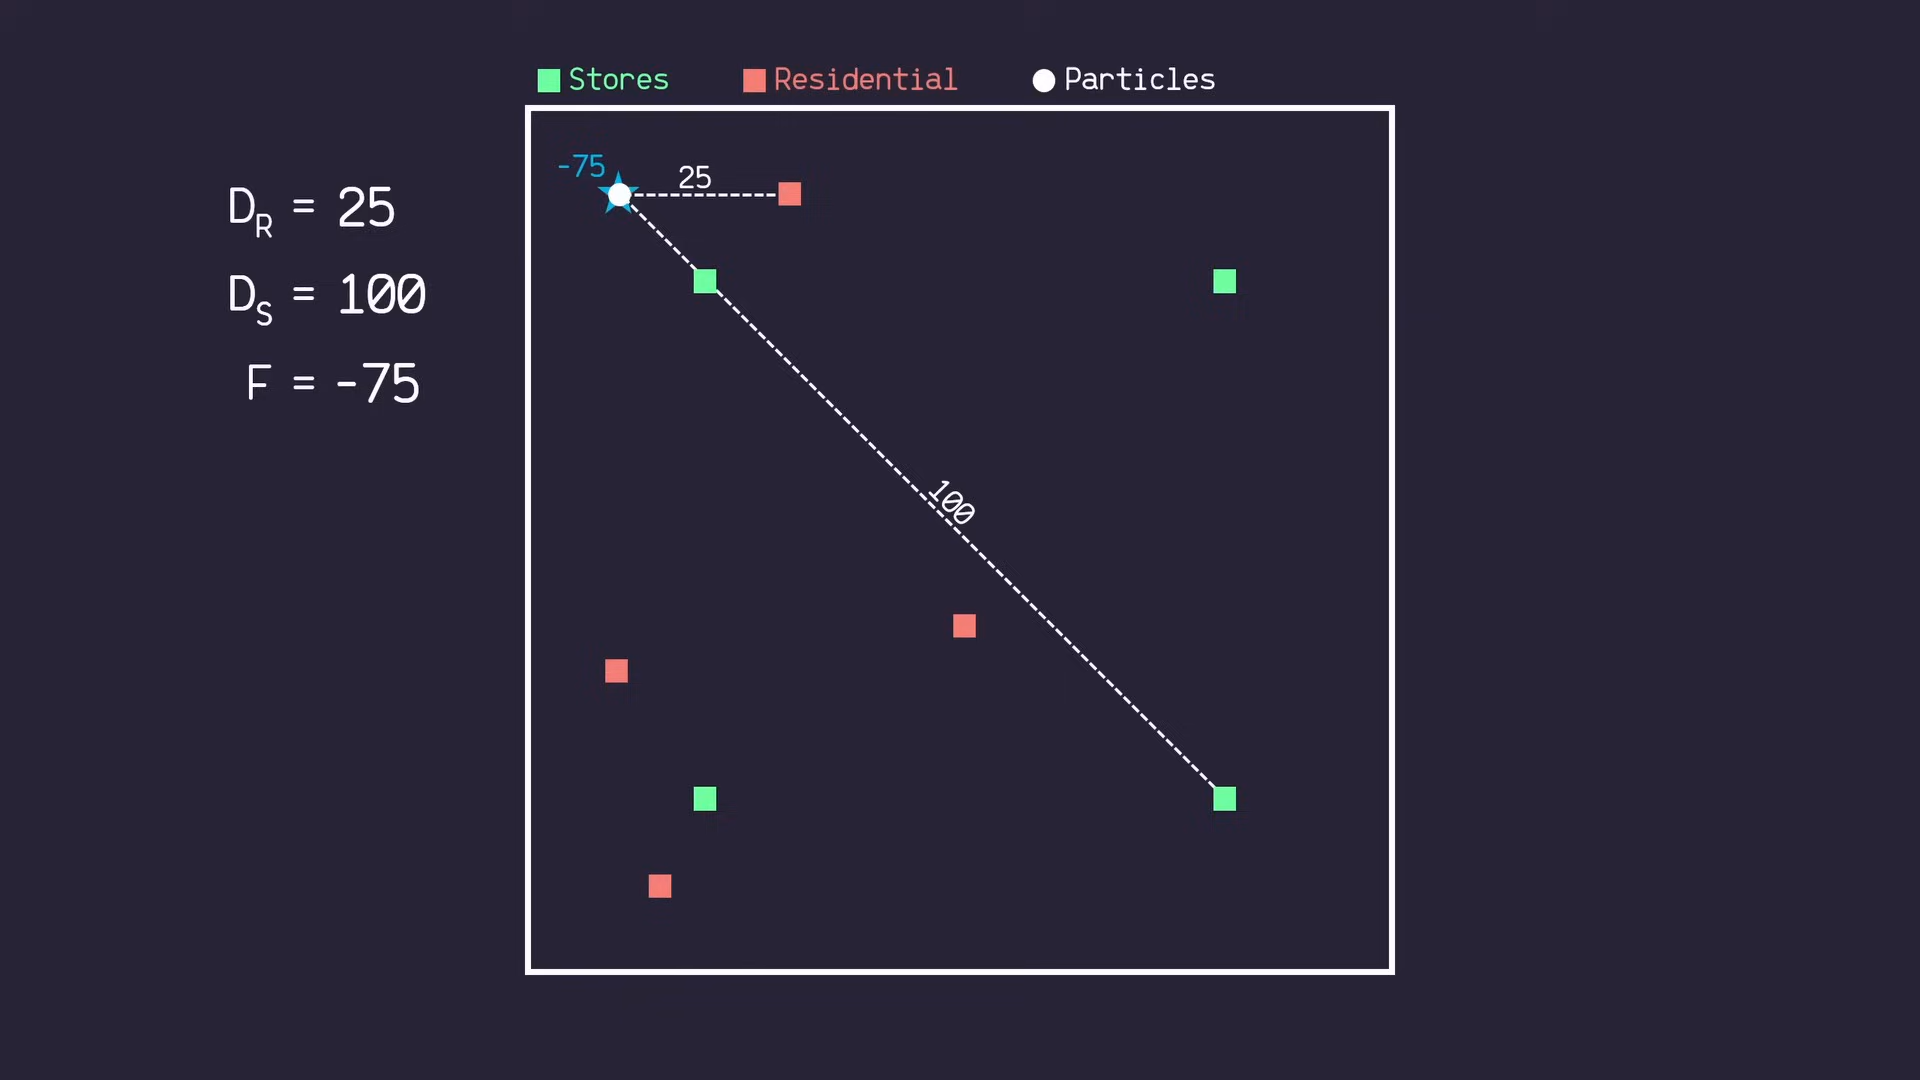 Stores Residential Particles
-75
25
D_R = 25
D_S = 100
F = -75
100